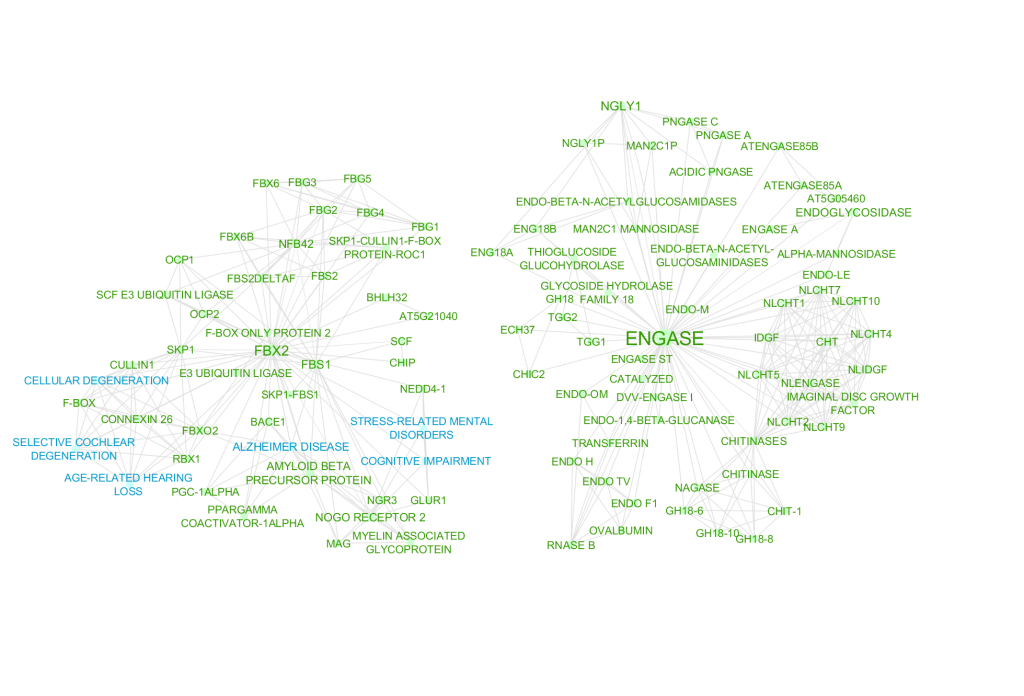 NGLY1
PNGASE C
PNGASE A
NGLY1P
MAN2C1P
ATENGASE85B
ACIDIC PNGASE
ATENGASE85A
AT5G05460
ENDO-BETA-N-ACETYLGLUCOSAMIDASES
ENDOGLYCOSIDASE
ENG18B
MAN2C1 MANNOSIDASE
ENGASE A
ENG18A
THIOGLUCOSIDE
GLUCOHYDROLASE
ENDO-BETA-N-ACETYL-
GLUCOSAMINIDASES
ALPHA-MANNOSIDASE
ENDO-LE
GLYCOSIDE HYDROLASE
FAMILY 18
GH18
NLCHT7
NLCHT1
NLCHT10
ENDO-M
TGG2
ECH37
TGG1
ENGASE
IDGF
CHT
NLCHT4
ENGASE ST
CHIC2
CATALYZED
NLCHT5
NLENGASE
NLIDGF
ENDO-OM
DVV-ENGASE I
IMAGINAL DISC GROWTH
FACTOR
ENDO-1,4-BETA-GLUCANASE
NLCHT2
NLCHT9
TRANSFERRIN
CHITINASES
ENDO H
CHITINASE
ENDO TV
NAGASE
ENDO F1
GH18-6
CHIT-1
OVALBUMIN
GH18-10
GH18-8
RNASE B
FBX6
FBG3
FBG5
FBG2
FBG4
FBG1
FBX6B
NFB42
SKP1-CULLIN1-F-BOX
PROTEIN-ROC1
OCP1
FBS2DELTAF
FBS2
SCF E3 UBIQUITIN LIGASE
BHLH32
OCP2
AT5G21040
F-BOX ONLY PROTEIN 2
SCF
SKP1
FBX2
CULLIN1
FBS1
CHIP
CELLULAR DEGENERATION
E3 UBIQUITIN LIGASE
NEDD4-1
F-BOX
SKP1-FBS1
CONNEXIN 26
BACE1
STRESS-RELATED MENTAL
DISORDERS
FBXO2
SELECTIVE COCHLEAR
DEGENERATION
ALZHEIMER DISEASE
RBX1
COGNITIVE IMPAIRMENT
AMYLOID BETA
PRECURSOR PROTEIN
AGE-RELATED HEARING
LOSS
PGC-1ALPHA
NGR3
GLUR1
PPARGAMMA
COACTIVATOR-1ALPHA
NOGO RECEPTOR 2
MAG
MYELIN ASSOCIATED
GLYCOPROTEIN